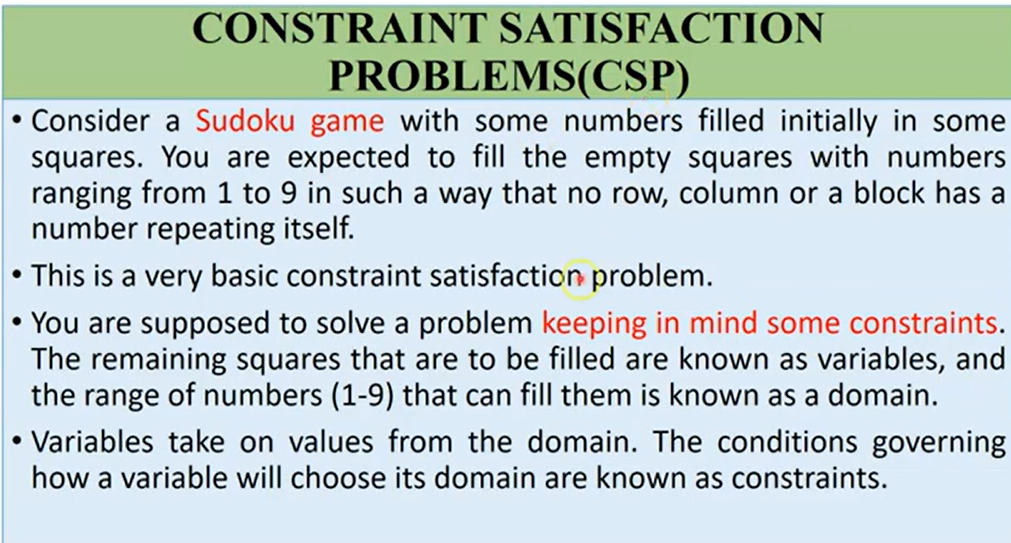 CONSTRAINT SATISFACTION
PROBLEMS(CSP)
• Consider a Sudoku game with some numbers filled initially in some
squares. You are expected to fill the empty squares with numbers
ranging from 1 to 9 in such a way that no row, column or a block has a
number repeating itself.
• This is a very basic constraint satisfaction problem.
• You are supposed to solve a problem keeping in mind some constraints.
The remaining squares that are to be filled are known as variables, and
the range of numbers (1-9) that can fill them is known as a domain.
• Variables take on values from the domain. The conditions governing
how a variable will choose its domain are known as constraints.